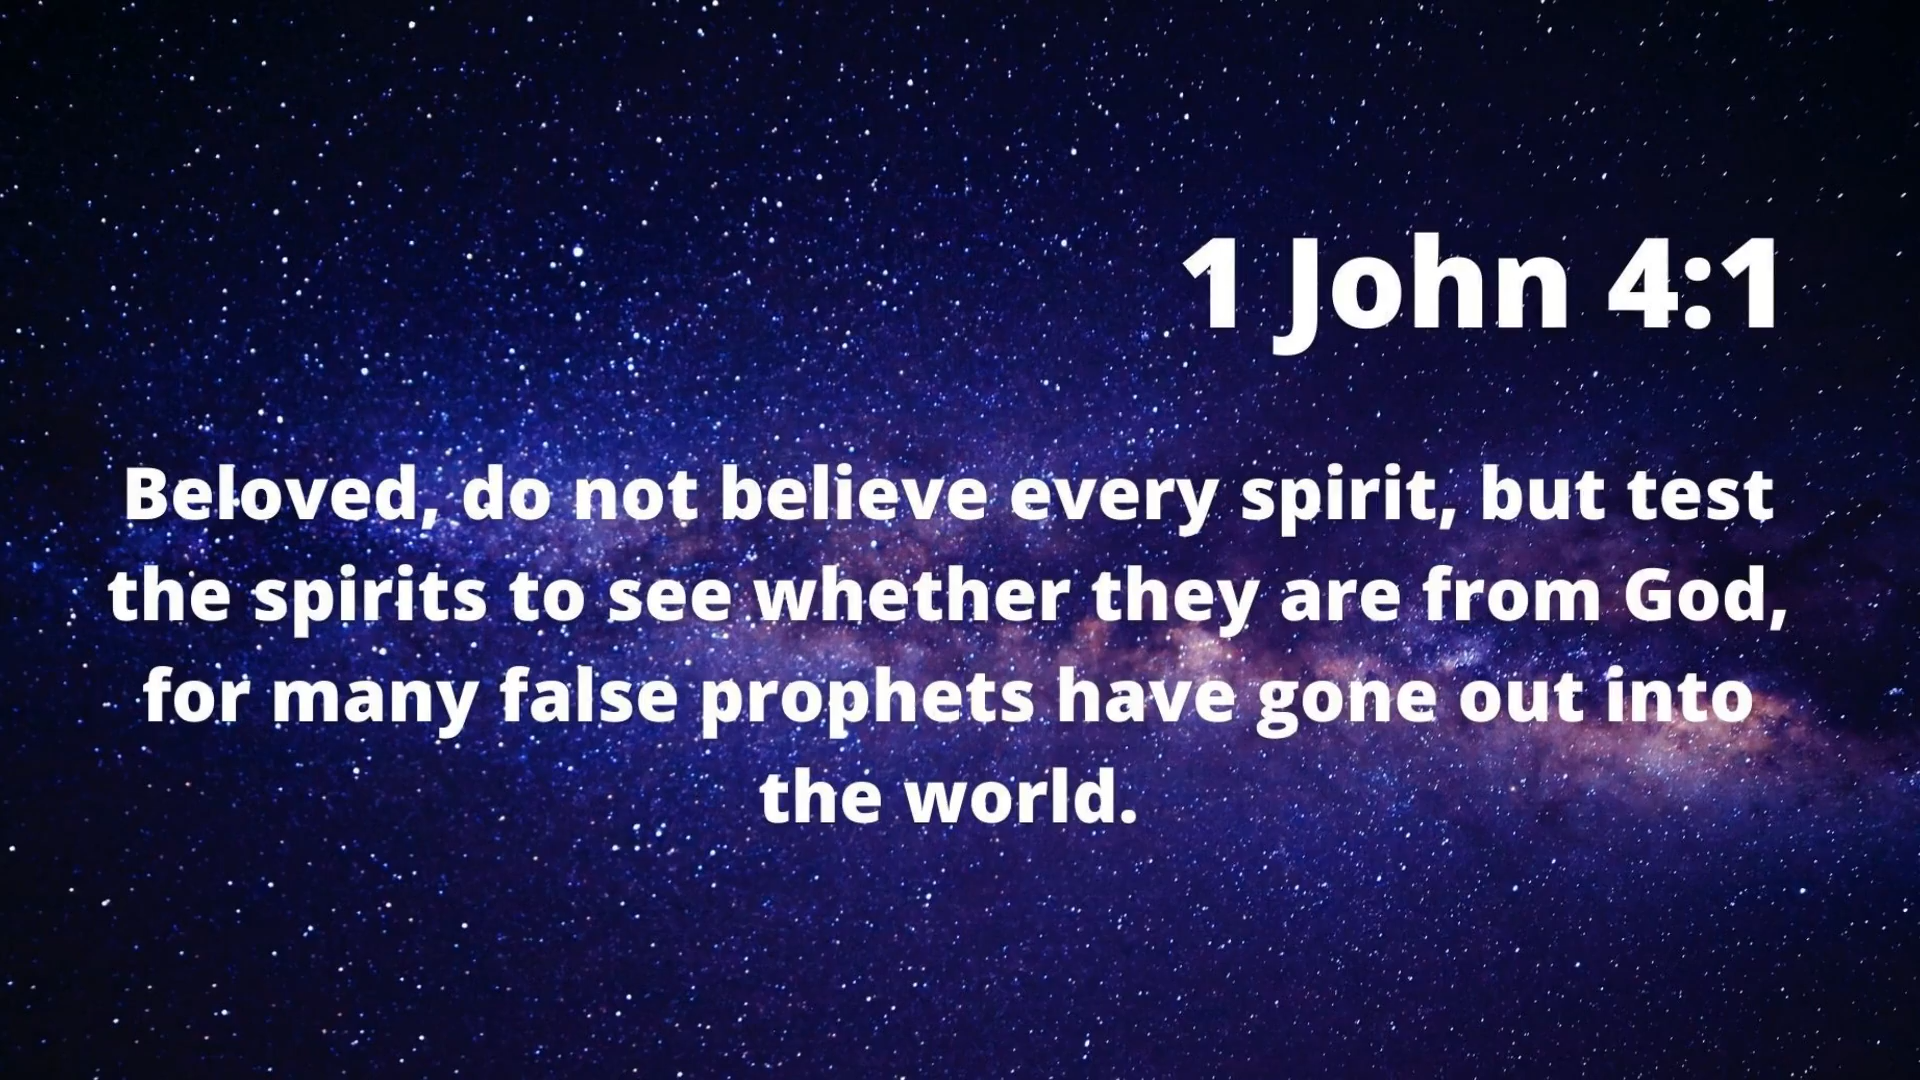 1 John 4:1
Beloved, do not believe every spirit, but test
the spirits to see whether they are from God,
for many false prophets have gone out into
the world.